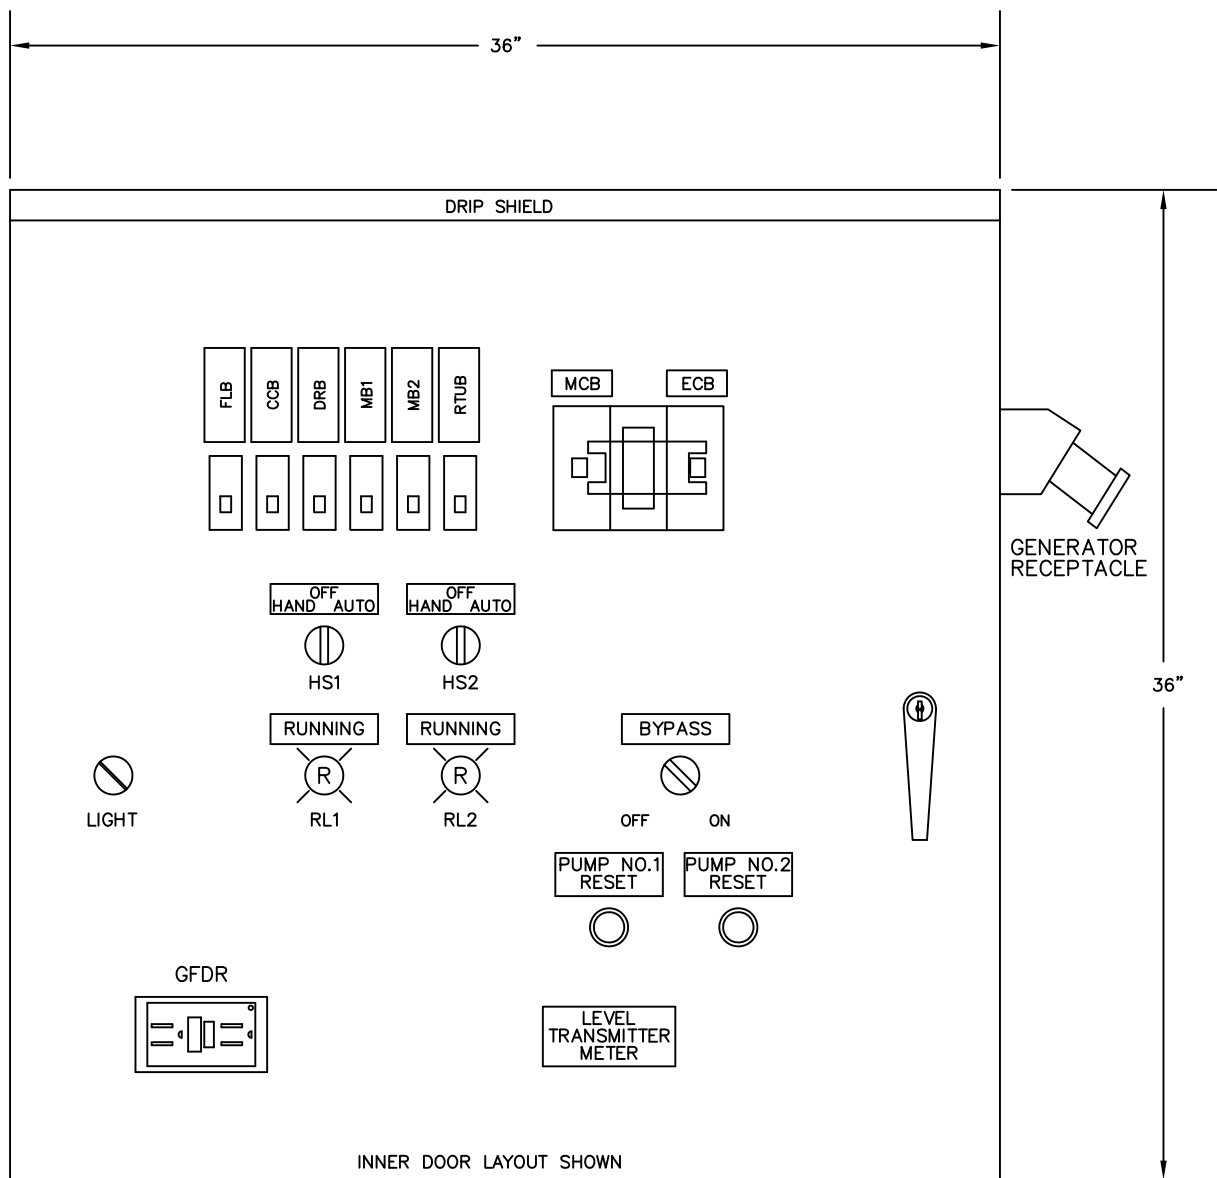 36"
DRIP SHIELD
FLB
CCB
DRB
MB1
MB2
RTUB
MCB
ECB
GENERATOR
RECEPTACLE
OFF
HAND AUTO
OFF
HAND AUTO
HS1
HS2
36"
RUNNING
RUNNING
BYPASS
R
R
LIGHT
RL1
RL2
OFF
ON
PUMP NO.1
RESET
PUMP NO.2
RESET
GFDR
LEVEL
TRANSMITTER
METER
INNER DOOR LAYOUT SHOWN